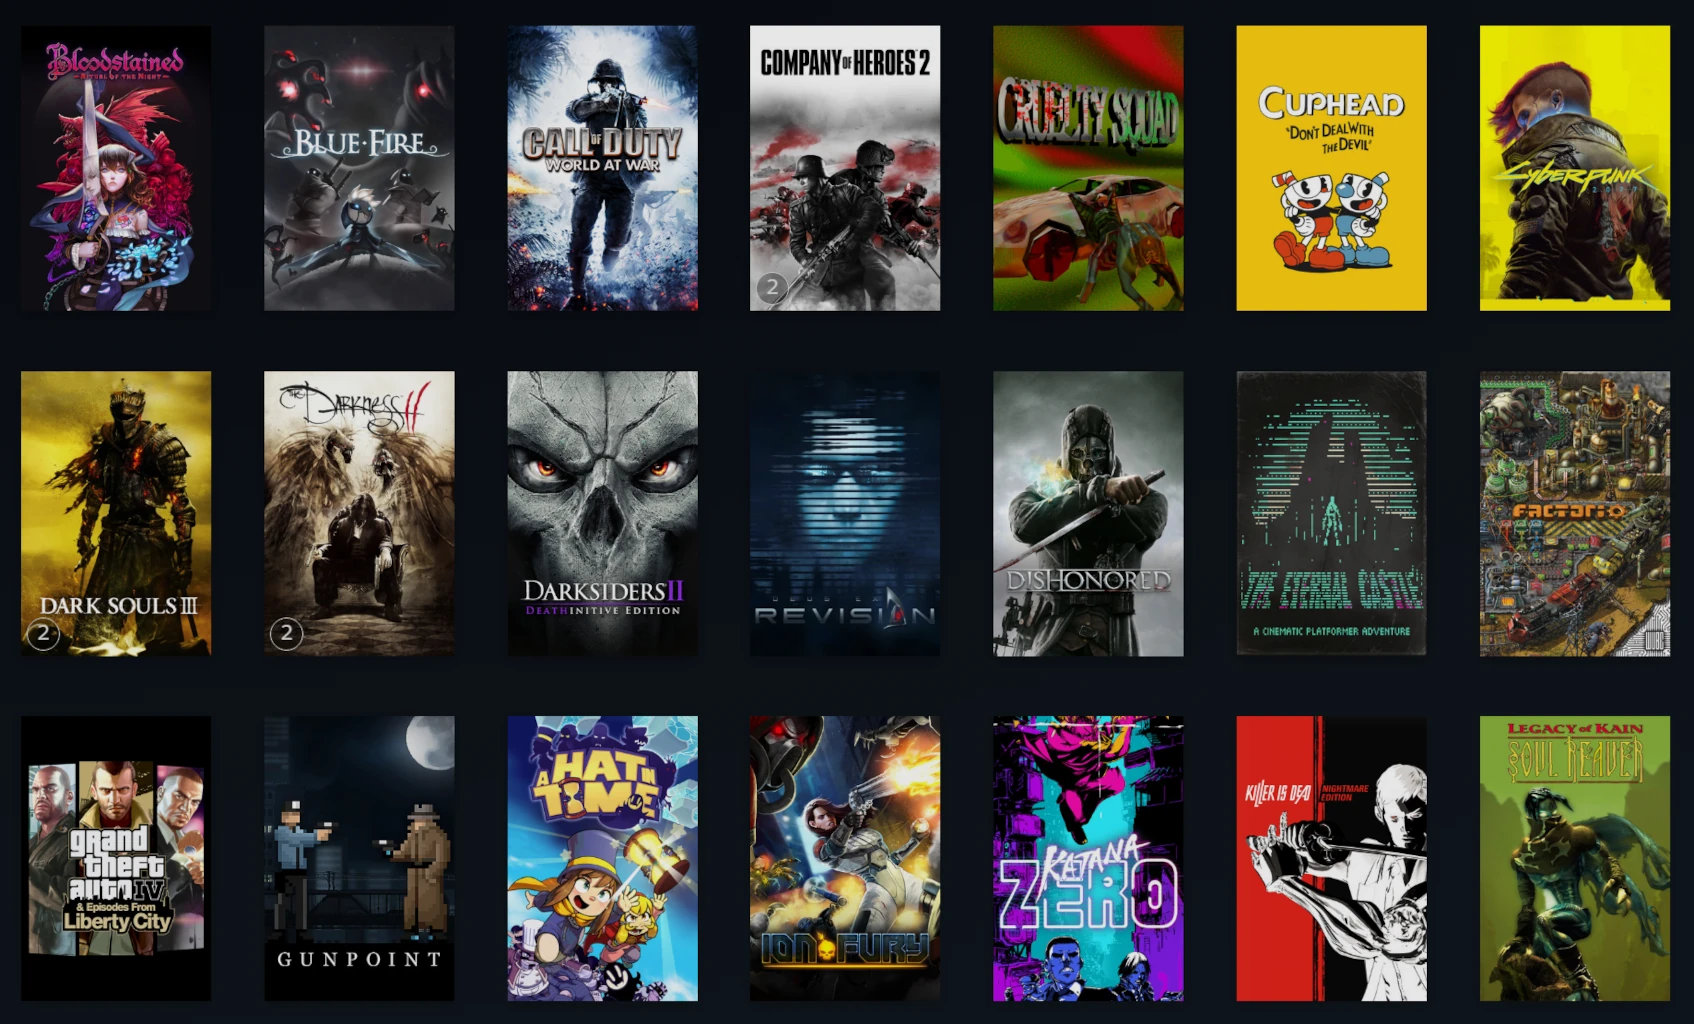 Bloodstained
RITUAL OF THE NIGHT
BLUE FIRE
CALL OF DUTY
WORLD AT WAR
COMPANY OF HEROES 2
2
CRUELTY SQUAD
CUPHEAD
"DON'T DEAL WITH
THE DEVIL"
CYBERPUNK
2077
DARK SOULS III
2
THE DARKNESS II
2
DARKSIDERS II
DEATHINITIVE EDITION
REVISION
DISHONORED
THE ETERNAL CASTLE
A CINEMATIC PLATFORMER ADVENTURE
FACTORIO
WUBE
grand
theft
auto IV
& Episodes From
Liberty City
GUNPOINT
A HAT IN
TIME
ION FURY
KATANA
ZERO
KILLER IS DEAD
NIGHTMARE
EDITION
LEGACY of KAIN
SOUL REAVER